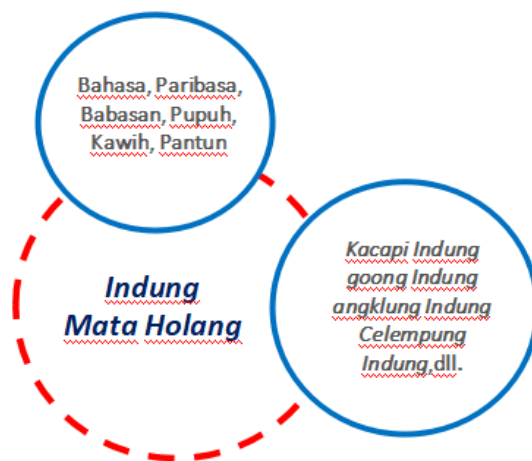 Bahasa, Paribasa,
Babasan, Pupuh,
Kawih, Pantun
Indung
Mata Holang
Kacapi Indung
goong Indung
angklung Indung
Celempung
Indung,dll.